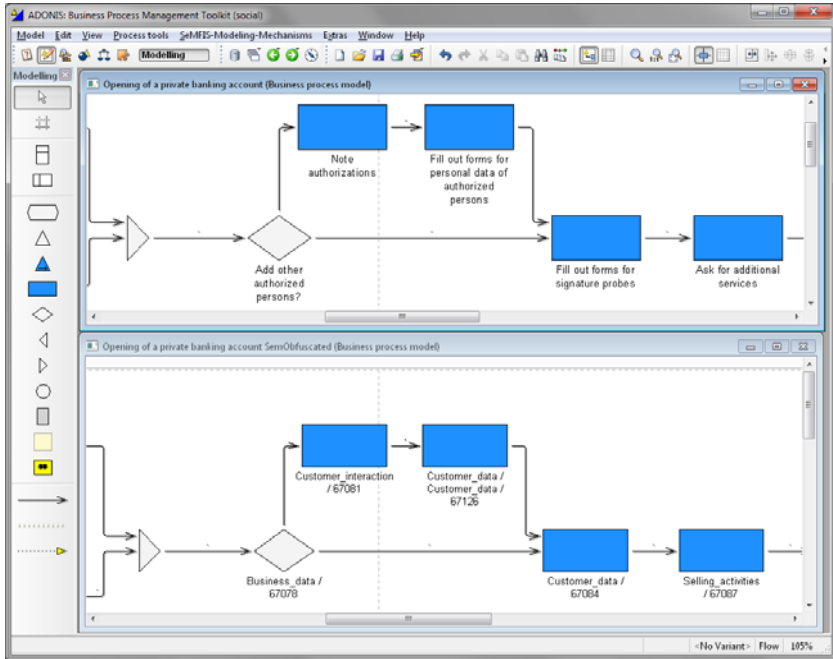 ADONIS: Business Process Management Toolkit (social)
Model Edit View Process tools SeMFIS-Modeling-Mechanisms Extras Window Help
Modelling
Modelling
Opening of a private banking account (Business process model)
Note
authorizations
Fill out forms for
personal data of
authorized
persons
Add other
authorized
persons?
Fill out forms for
signature probes
Ask for additional
services
Opening of a private banking account SemObfuscated (Business process model)
Customer_interaction
/ 67081
Customer_data /
Customer_data /
67126
Business_data /
67078
Customer_data /
67084
Selling_activities
/ 67087
<No Variant> Flow 105%